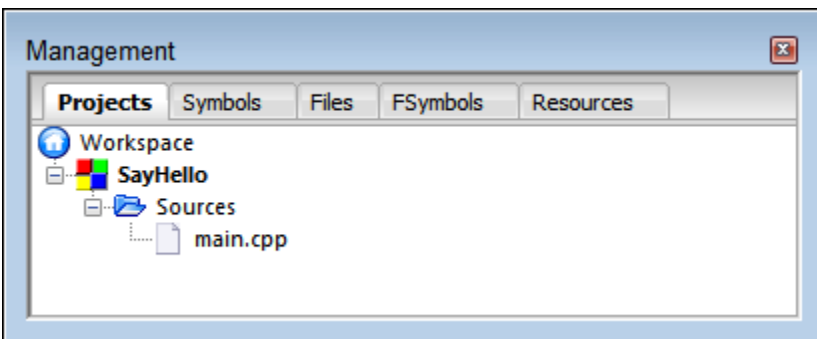 Management
Projects Symbols Files FSymbols Resources
Workspace
SayHello
Sources
main.cpp